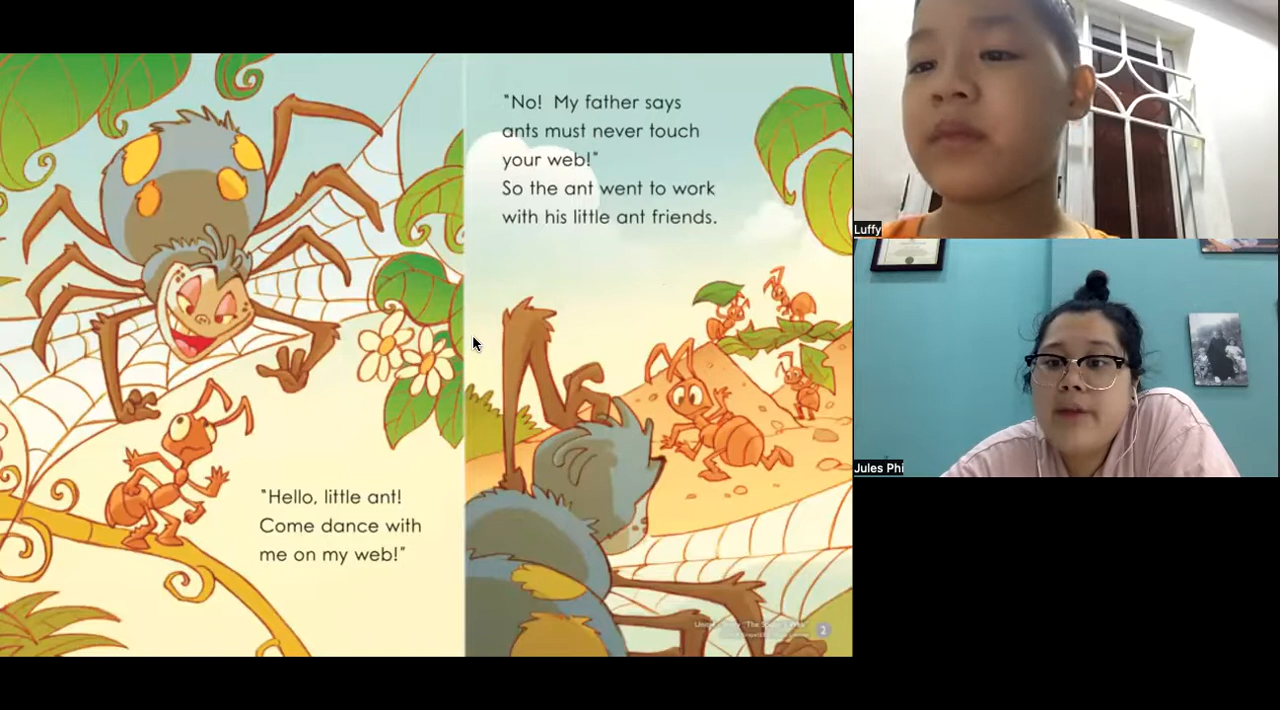 "Hello, little ant!
Come dance with
me on my web!"
"No! My father says
ants must never touch
your web!"
So the ant went to work
with his little ant friends.
2
Luffy
Jules Phi